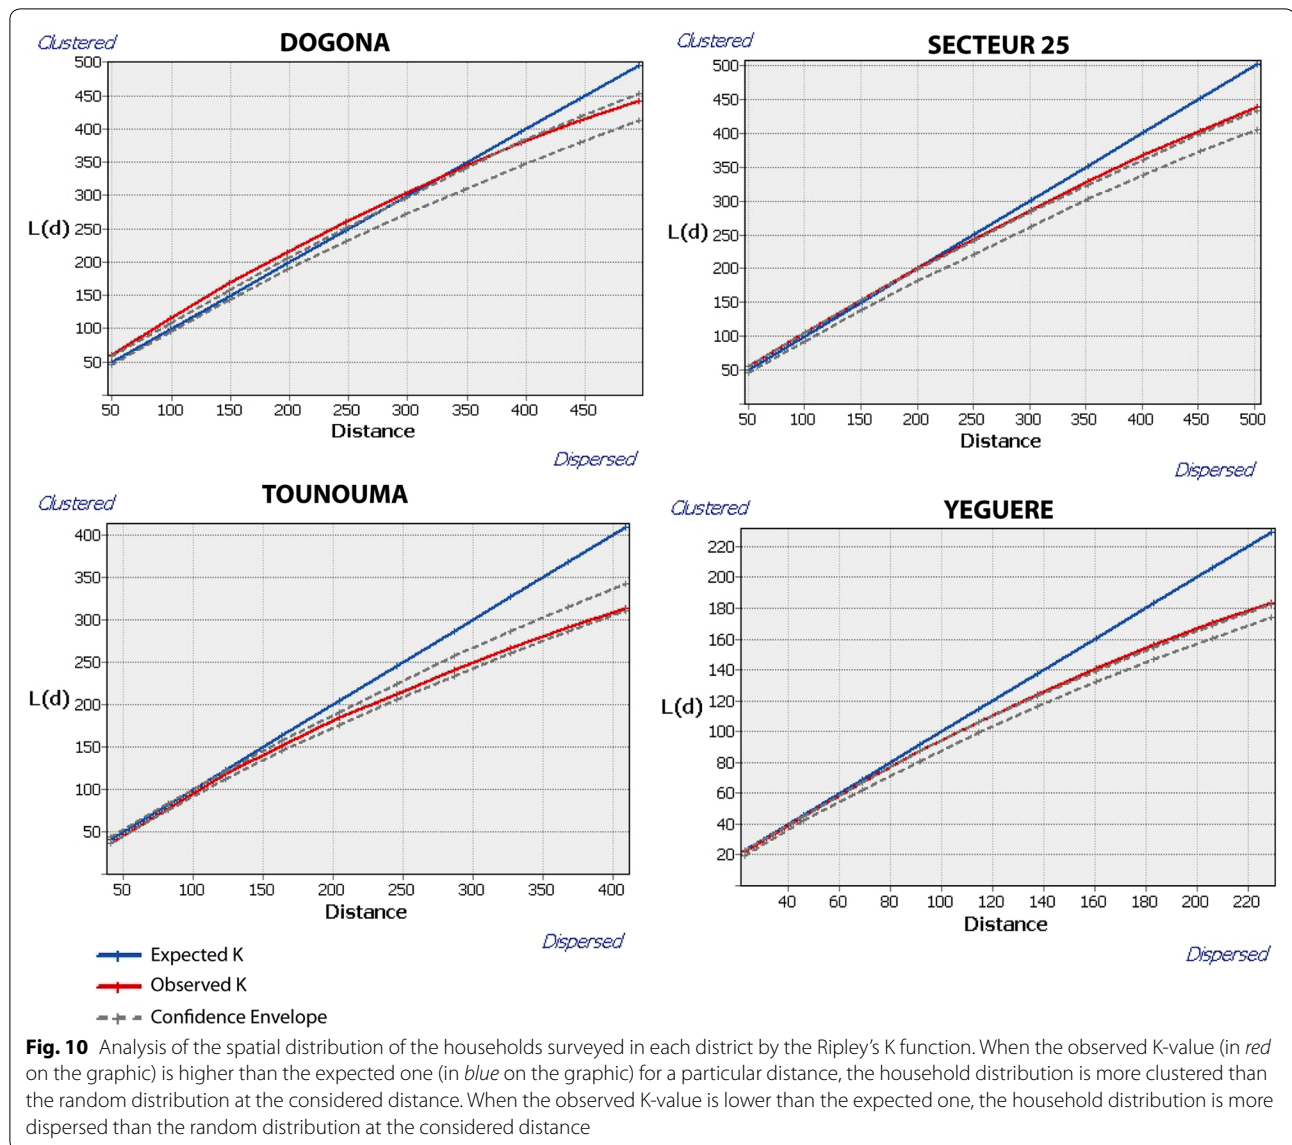 DOGONA
Clustered
500
450
400
350
300
250
200
150
100
50
L(d)
50 100 150 200 250 300 350 400 450
Distance
Dispersed
SECTEUR 25
Clustered
500
450
400
350
300
250
200
150
100
50
L(d)
50 100 150 200 250 300 350 400 450 500
Distance
Dispersed
TOUNOUMA
Clustered
400
350
300
250
200
150
100
50
L(d)
50 100 150 200 250 300 350 400
Distance
Dispersed
YEGUERE
Clustered
220
200
180
160
140
120
100
80
60
40
20
L(d)
40 60 80 100 120 140 160 180 200 220
Distance
Dispersed
Expected K
Observed K
Confidence Envelope
Fig. 10 Analysis of the spatial distribution of the households surveyed in each district by the Ripley's K function. When the observed K-value (in red
on the graphic) is higher than the expected one (in blue on the graphic) for a particular distance, the household distribution is more clustered than
the random distribution at the considered distance. When the observed K-value is lower than the expected one, the household distribution is more
dispersed than the random distribution at the considered distance